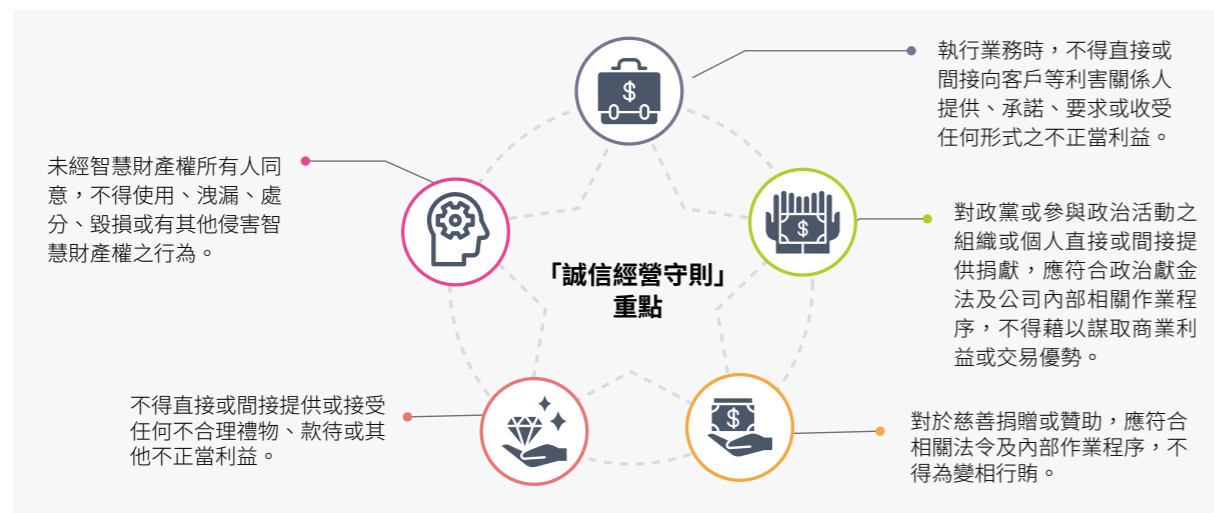 「誠信經營守則」
重點
執行業務時，不得直接或
間接向客戶等利害關係人
提供、承諾、要求或收受
任何形式之不正當利益。
對政黨或參與政治活動之
組織或個人直接或間接提
供捐獻，應符合政治獻金
法及公司內部相關作業程
序，不得藉以謀取商業利
益或交易優勢。
對於慈善捐贈或贊助，應符合
相關法令及內部作業程序，不
得為變相行賄。
不得直接或間接提供或接受
任何不合理禮物、款待或其
他不正當利益。
未經智慧財產權所有人同
意，不得使用、洩漏、處
分、毀損或有其他侵害智
慧財產權之行為。
$
$
$